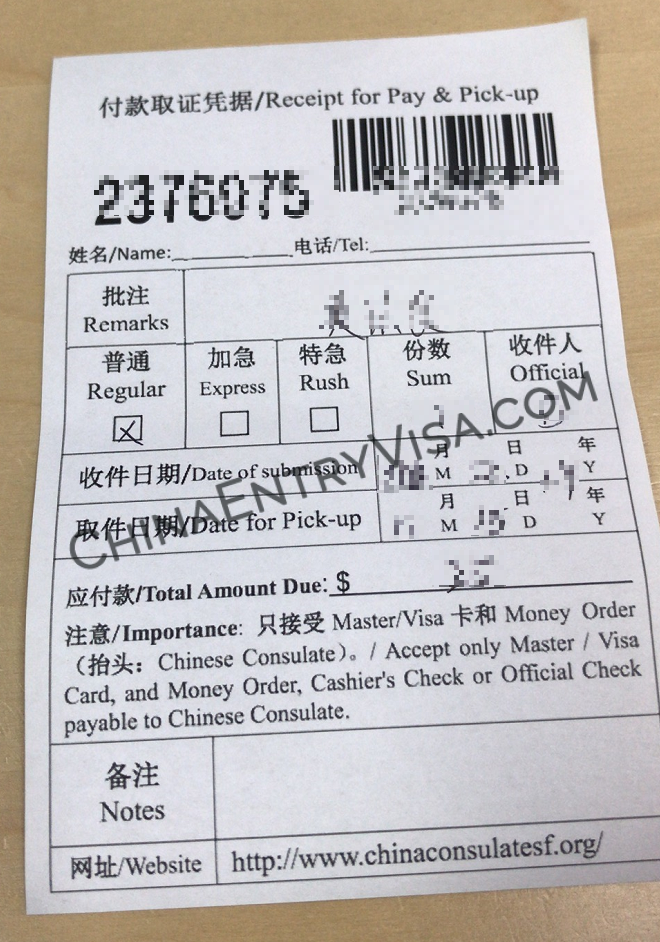 付款取证凭据/Receipt for Pay & Pick-up
2376075
姓名/Name: 电话/Tel:
批注
Remarks
普通 加急 特急 份数 收件人
Regular Express Rush Sum Official
收件日期/Date of submission 月 M 日 D 年 Y
取件日期/Date for Pick-up 月 M 日 D 年 Y
CHINAENTRYVISA.COM
应付款/Total Amount Due: $
注意/Importance: 只接受 Master/Visa 卡和 Money Order
（抬头：Chinese Consulate）。/ Accept only Master / Visa
Card, and Money Order, Cashier's Check or Official Check
payable to Chinese Consulate.
备注
Notes
网址/Website http://www.chinaconsulatesf.org/